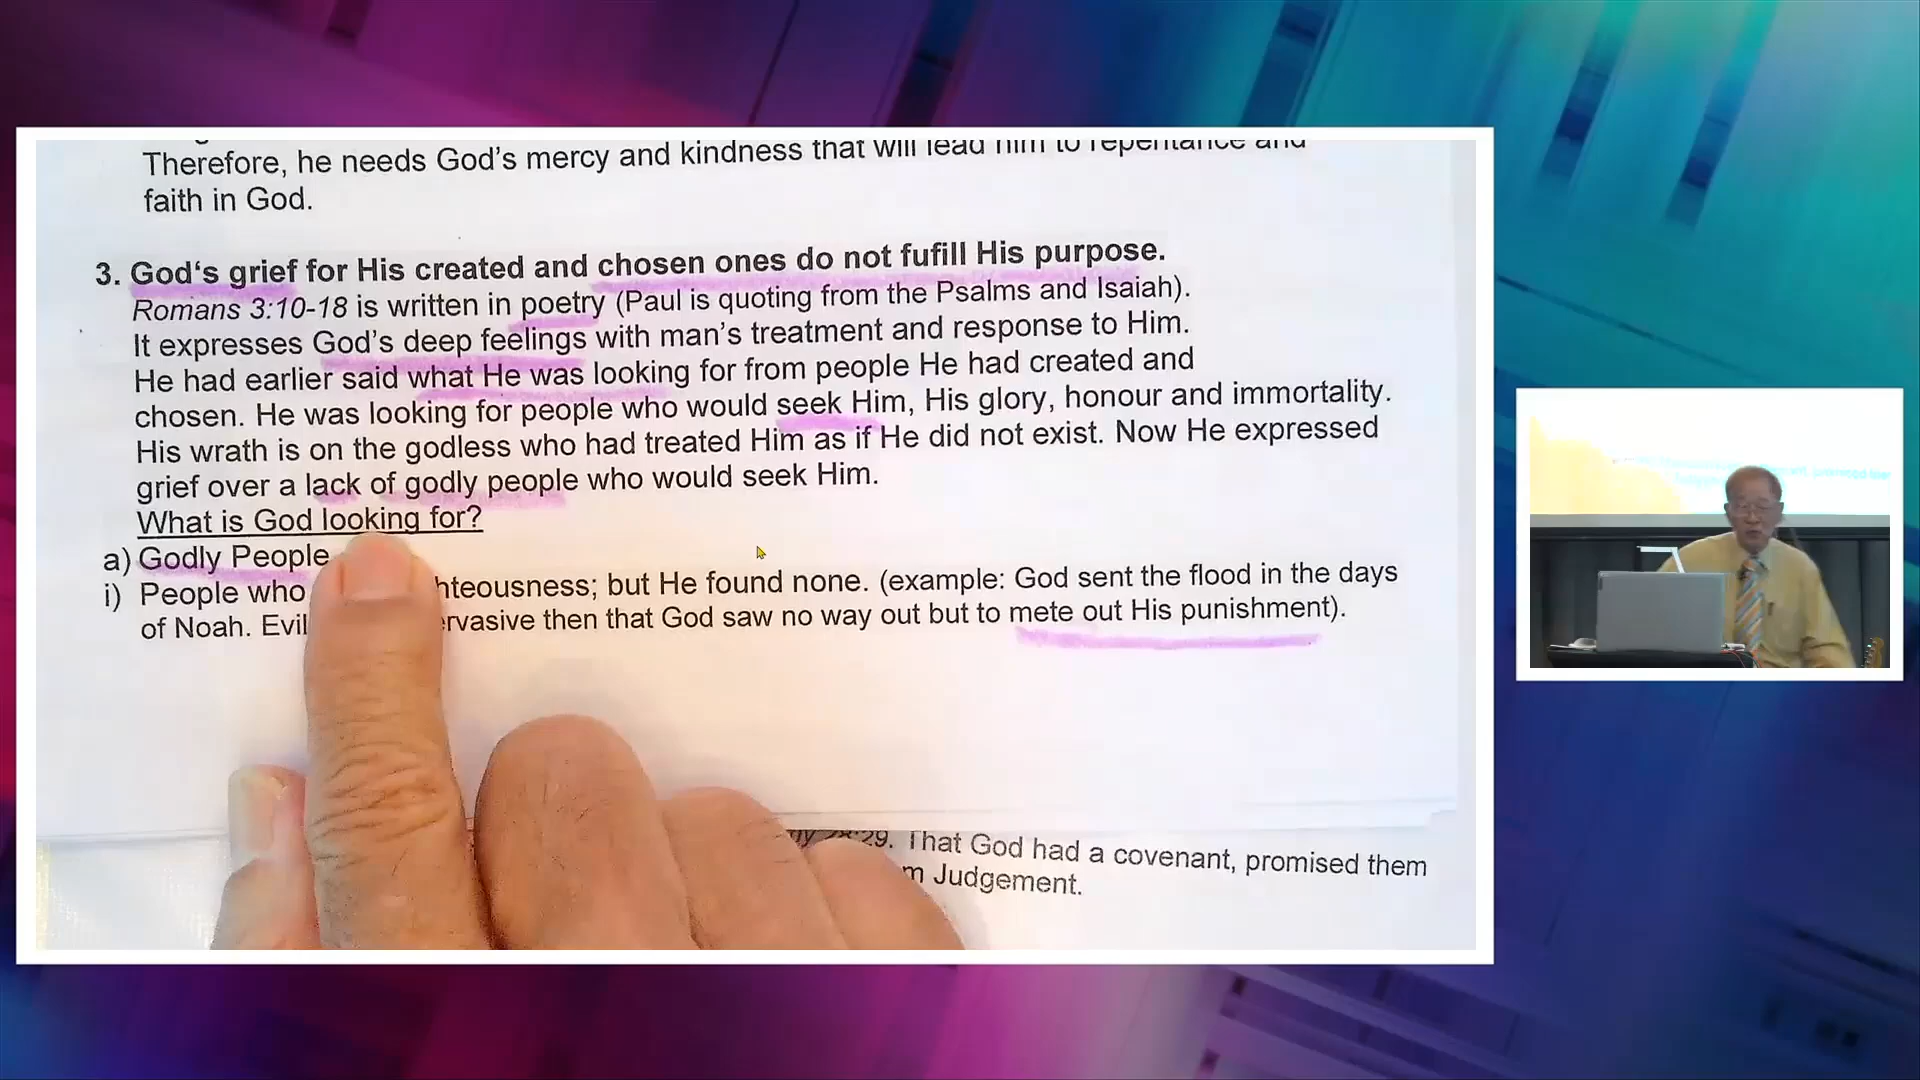 Therefore, he needs God's mercy and kindness that will lead him to repentance and
faith in God.
3. God's grief for His created and chosen ones do not fufill His purpose.
Romans 3:10-18 is written in poetry (Paul is quoting from the Psalms and Isaiah).
It expresses God's deep feelings with man's treatment and response to Him.
He had earlier said what He was looking for from people He had created and
chosen. He was looking for people who would seek Him, His glory, honour and immortality.
His wrath is on the godless who had treated Him as if He did not exist. Now He expressed
grief over a lack of godly people who would seek Him.
What is God looking for?
a) Godly People
i) People who hteousness; but He found none. (example: God sent the flood in the days
of Noah. Evil rvasive then that God saw no way out but to mete out His punishment).
29. That God had a covenant, promised them
m Judgement.